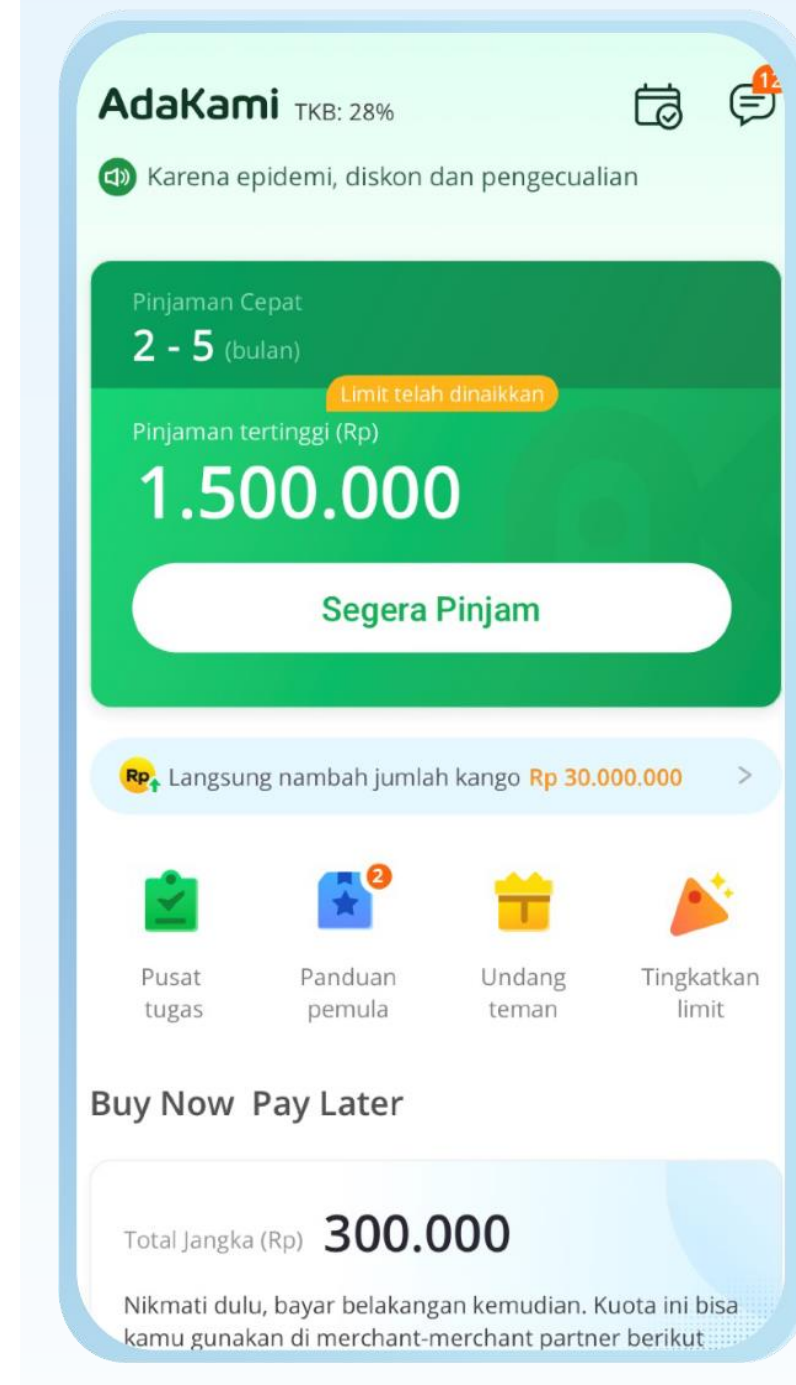 AdaKami TKB: 28%
12
Karena epidemi, diskon dan pengecualian
Pinjaman Cepat
2 - 5 (bulan)
Limit telah dinaikkan
Pinjaman tertinggi (Rp)
1.500.000
Segera Pinjam
Rp Langsung nambah jumlah kango Rp 30.000.000
2
Pusat tugas
Panduan pemula
Undang teman
Tingkatkan limit
Buy Now Pay Later
Total Jangka (Rp) 300.000
Nikmati dulu, bayar belakangan kemudian. Kuota ini bisa
kamu gunakan di merchant-merchant partner berikut